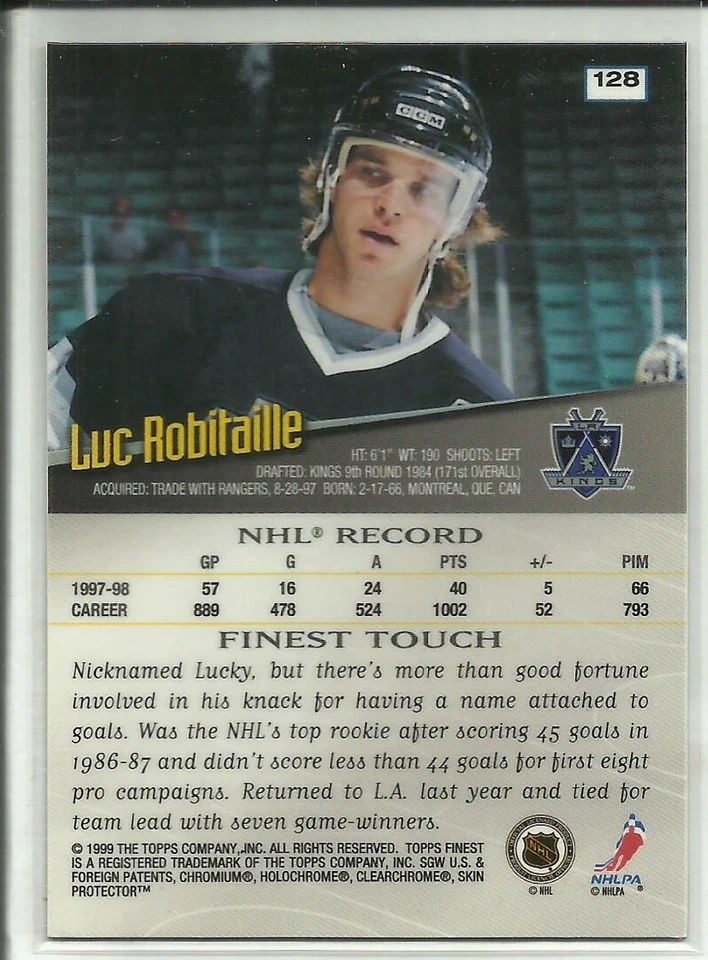 128
CCM
Luc Robitaille
HT: 6'1" WT: 190 SHOOTS: LEFT
DRAFTED: KINGS 9th ROUND 1984 (171st OVERALL)
ACQUIRED: TRADE WITH RANGERS, 8-28-97 BORN: 2-17-66, MONTREAL, QUE. CAN
LA
KINGS™
NHL® RECORD
GP G A PTS +/- PIM
1997-98 57 16 24 40 5 66
CAREER 889 478 524 1002 52 793
FINEST TOUCH
Nicknamed Lucky, but there's more than good fortune
involved in his knack for having a name attached to
goals. Was the NHL's top rookie after scoring 45 goals in
1986-87 and didn't score less than 44 goals for first eight
pro campaigns. Returned to L.A. last year and tied for
team lead with seven game-winners.
© 1999 THE TOPPS COMPANY, INC. ALL RIGHTS RESERVED. TOPPS FINEST
IS A REGISTERED TRADEMARK OF THE TOPPS COMPANY, INC. SGW U.S. &
FOREIGN PATENTS, CHROMIUM®, HOLOCHROME®, CLEARCHROME®, SKIN
PROTECTOR™
NHL
© NHL
NHLPA
© NHLPA ®